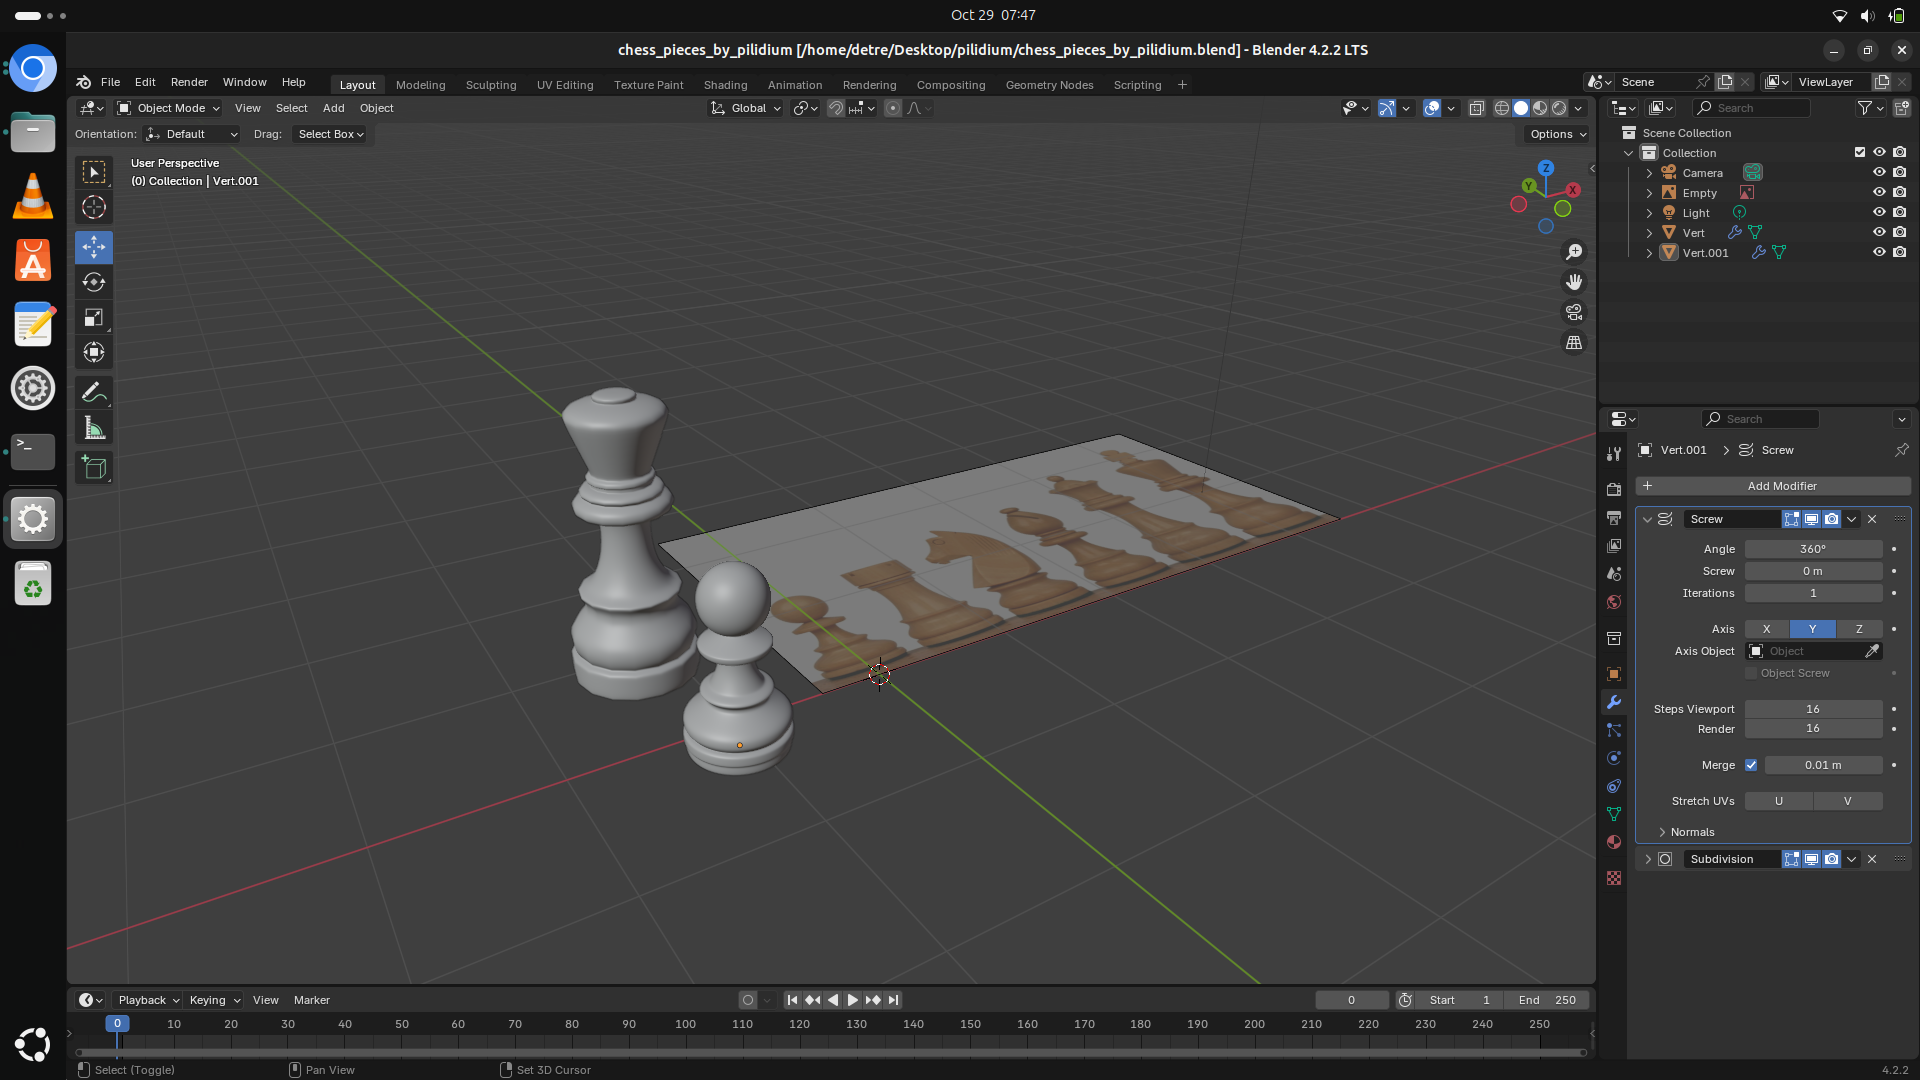 Oct 29 07:47
chess_pieces_by_pilidium [/home/detre/Desktop/pilidium/chess_pieces_by_pilidium.blend] - Blender 4.2.2 LTS
File Edit Render Window Help Layout Modeling Sculpting UV Editing Texture Paint Shading Animation Rendering Compositing Geometry Nodes Scripting + Scene ViewLayer
Object Mode View Select Add Object Global Search
Orientation: Default Drag: Select Box Options
User Perspective
(0) Collection | Vert.001
Z
Y
X
Scene Collection
Collection
Camera
Empty
Light
Vert
Vert.001
Search
Vert.001 > Screw
+ Add Modifier
Screw
Angle 360°
Screw 0 m
Iterations 1
Axis X Y Z
Axis Object Object
Object Screw
Steps Viewport 16
Render 16
Merge 0.01 m
Stretch UVs U V
Normals
Subdivision
Playback Keying View Marker 0 Start 1 End 250
0 10 20 30 40 50 60 70 80 90 100 110 120 130 140 150 160 170 180 190 200 210 220 230 240 250
Select (Toggle) Pan View Set 3D Cursor 4.2.2